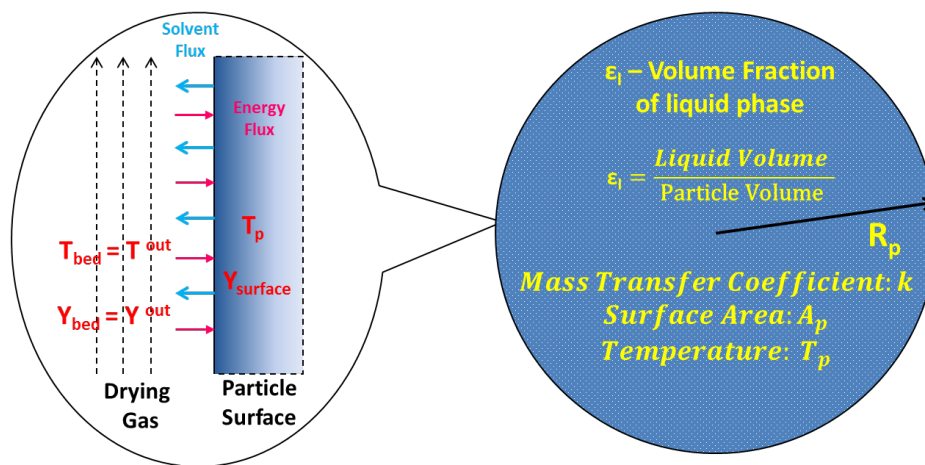 Solvent
Flux
Energy
Flux
T_p
T_bed = T^out
Y_surface
Y_bed = Y^out
Drying
Gas
Particle
Surface
ε_l – Volume Fraction
of liquid phase
ε_l = Liquid Volume / Particle Volume
R_p
Mass Transfer Coefficient: k
Surface Area: A_p
Temperature: T_p